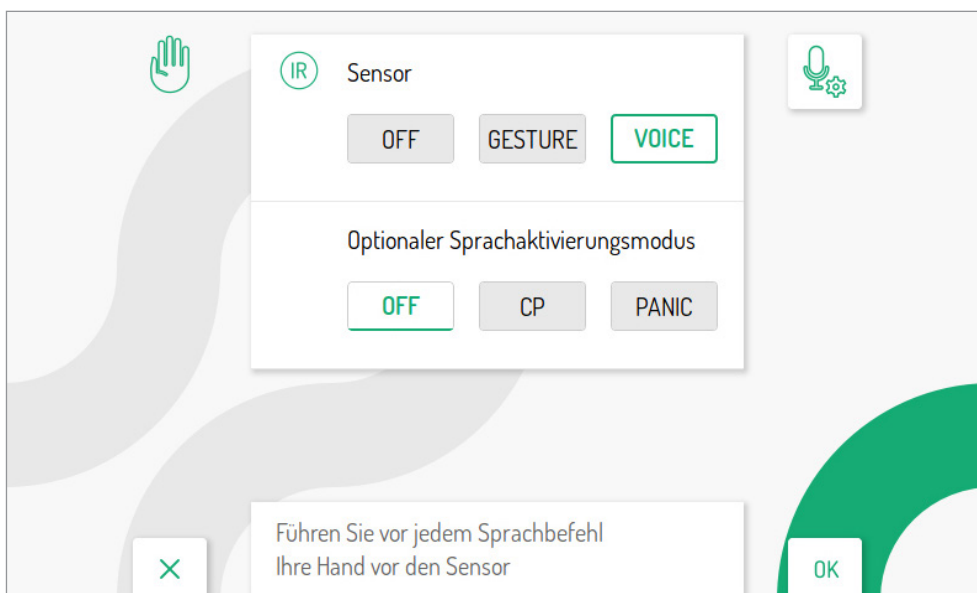 IR Sensor
OFF GESTURE VOICE
Optionaler Sprachaktivierungsmodus
OFF CP PANIC
Führen Sie vor jedem Sprachbefehl
Ihre Hand vor den Sensor
OK